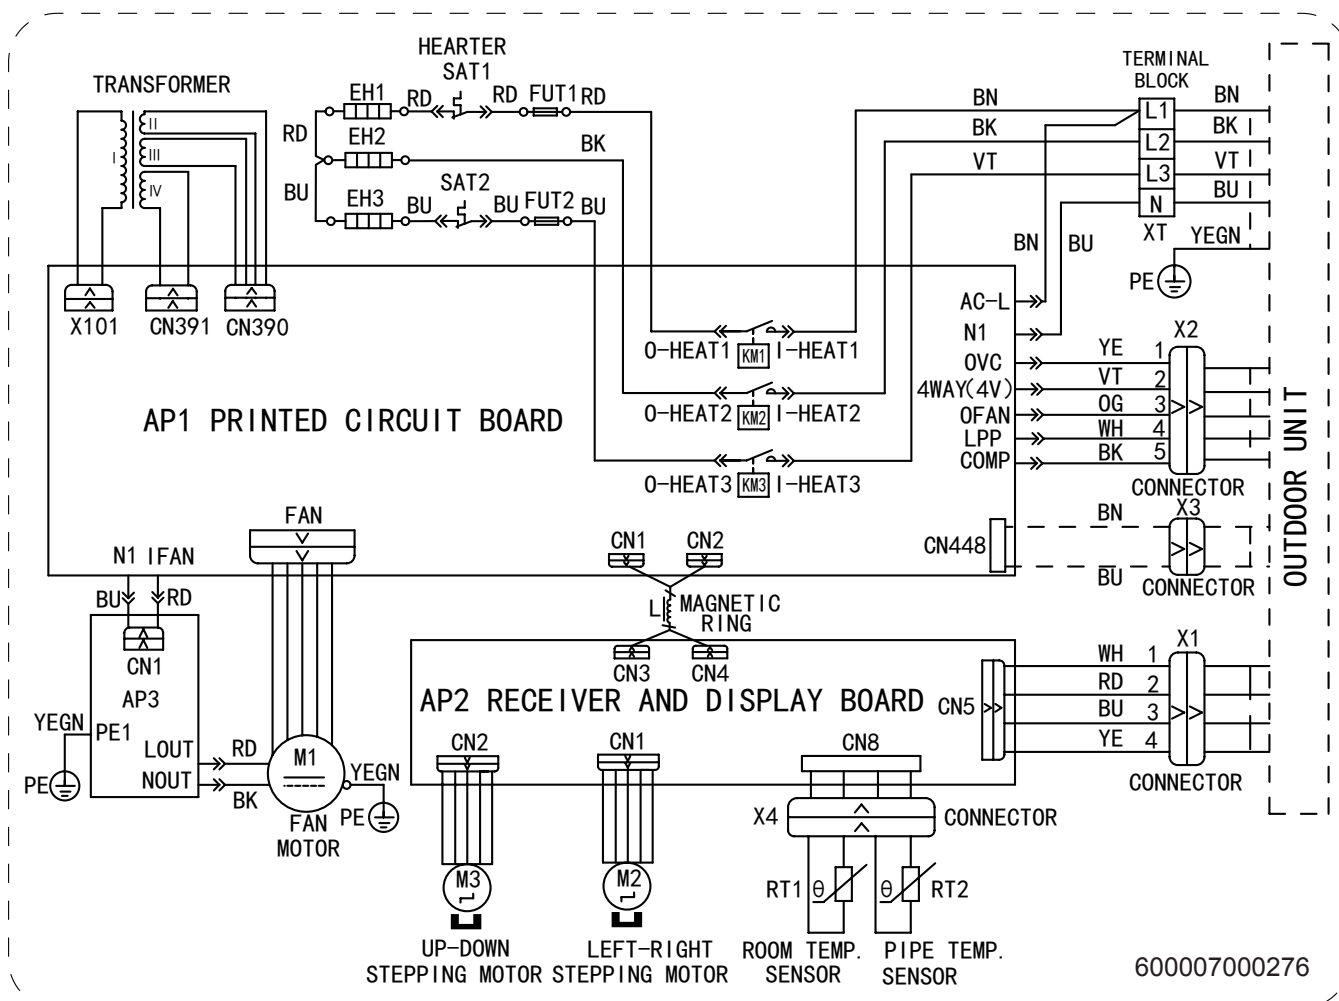 HEARTER
SAT1
TERMINAL
BLOCK
TRANSFORMER
EH1 RD RD FUT1 RD
BN L1 BN
II
RD EH2 BK
BK L2 BK
I III
VT L3 VT
IV
BU SAT2
EH3 BU BU FUT2 BU
N BU
XT
YEGN
BN BU
PE
X101 CN391 CN390
AC-L
N1
O-HEAT1 KM1 I-HEAT1
X2
OVC YE 1
4WAY(4V) VT 2
O-HEAT2 KM2 I-HEAT2
OFAN OG 3
AP1 PRINTED CIRCUIT BOARD
LPP WH 4
COMP BK 5
O-HEAT3 KM3 I-HEAT3
CONNECTOR
OUTDOOR UNIT
FAN
BN X3
CN1 CN2
CN448
N1 IFAN
BU CONNECTOR
BU RD
L MAGNETIC
RING
CN1
CN3 CN4
WH 1 X1
AP3
RD 2
AP2 RECEIVER AND DISPLAY BOARD CN5
BU 3
YEGN PE1
YE 4
LOUT RD M1
CN2 CN1 CN8
CONNECTOR
NOUT BK YEGN
PE
FAN
MOTOR
PE
X4 CONNECTOR
M3 M2
RT1 θ θ RT2
UP-DOWN
STEPPING MOTOR
LEFT-RIGHT
STEPPING MOTOR
ROOM TEMP.
SENSOR
PIPE TEMP.
SENSOR
600007000276